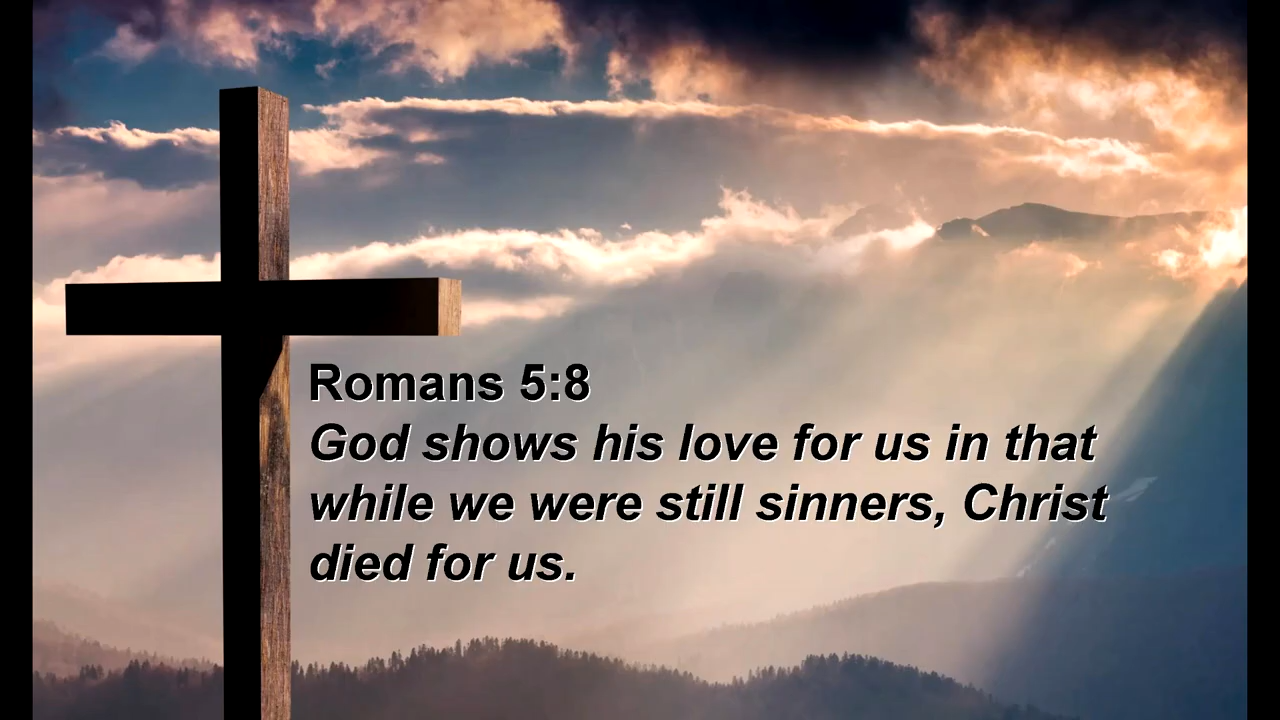 Romans 5:8
God shows his love for us in that
while we were still sinners, Christ
died for us.